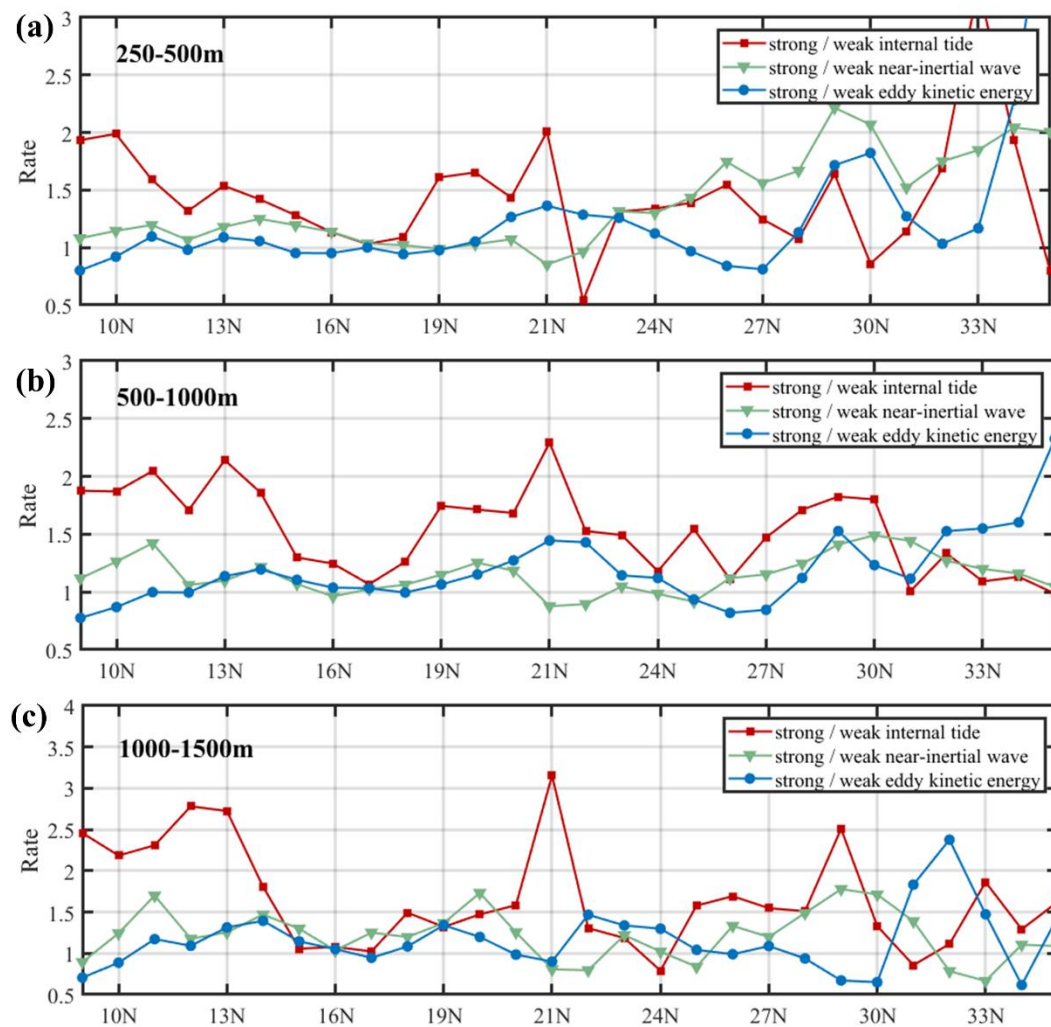 (a)
250-500m
strong / weak internal tide
strong / weak near-inertial wave
strong / weak eddy kinetic energy
Rate
3
2.5
2
1.5
1
0.5
10N 13N 16N 19N 21N 24N 27N 30N 33N
(b)
500-1000m
strong / weak internal tide
strong / weak near-inertial wave
strong / weak eddy kinetic energy
Rate
3
2.5
2
1.5
1
0.5
10N 13N 16N 19N 21N 24N 27N 30N 33N
(c)
1000-1500m
strong / weak internal tide
strong / weak near-inertial wave
strong / weak eddy kinetic energy
Rate
4
3.5
3
2.5
2
1.5
1
0.5
10N 13N 16N 19N 21N 24N 27N 30N 33N